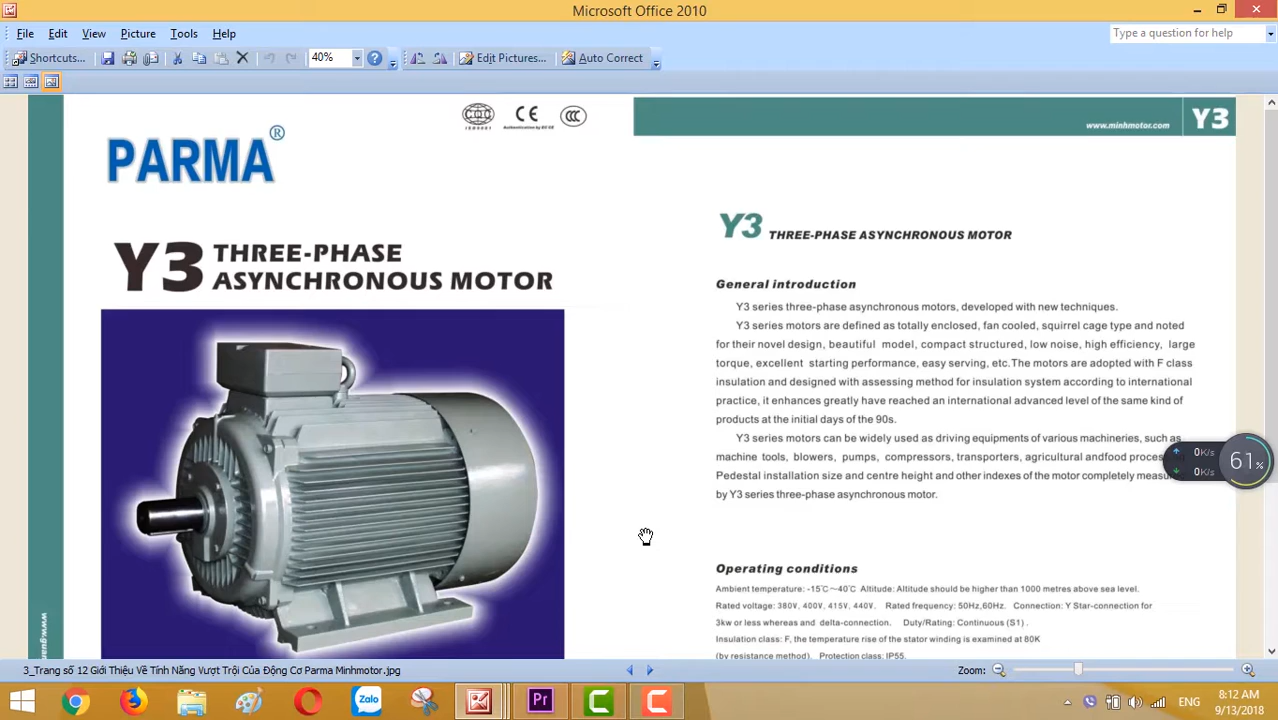 Microsoft Office 2010
File Edit View Picture Tools Help
Type a question for help
Shortcuts...
40%
Edit Pictures...
Auto Correct
PARMA®
ISO9001
CE
CCC
www.minhmotor.com
Y3
Y3 THREE-PHASE
ASYNCHRONOUS MOTOR
Y3 THREE-PHASE ASYNCHRONOUS MOTOR
General introduction
Y3 series three-phase asynchronous motors, developed with new techniques.
Y3 series motors are defined as totally enclosed, fan cooled, squirrel cage type and noted
for their novel design, beautiful model, compact structured, low noise, high efficiency, large
torque, excellent starting performance, easy serving, etc.The motors are adopted with F class
insulation and designed with assessing method for insulation system according to international
practice, it enhances greatly have reached an international advanced level of the same kind of
products at the initial days of the 90s.
Y3 series motors can be widely used as driving equipments of various machineries, such as
machine tools, blowers, pumps, compressors, transporters, agricultural andfood
Pedestal installation size and centre height and other indexes of the motor completely
by Y3 series three-phase asynchronous motor.
Operating conditions
Ambient temperature: -15℃~40℃ Altitude: Altitude should be higher than 1000 metres above sea level.
Rated voltage: 380V, 400V, 415V, 440V. Rated frequency: 50Hz,60Hz. Connection: Y Star-connection for
3kw or less whereas and delta-connection. Duty/Rating: Continuous (S1) .
Insulation class: F, the temperature rise of the stator winding is examined at 80K
(by resistance method) Protection class: IP55.
0K/s
0K/s
61%
3_Trang số 12 Giới Thiệu Về Tính Năng Vượt Trội Của Động Cơ Parma Minhmotor.jpg
Zoom:
Zalo
Pr
ENG
8:12 AM
9/13/2018